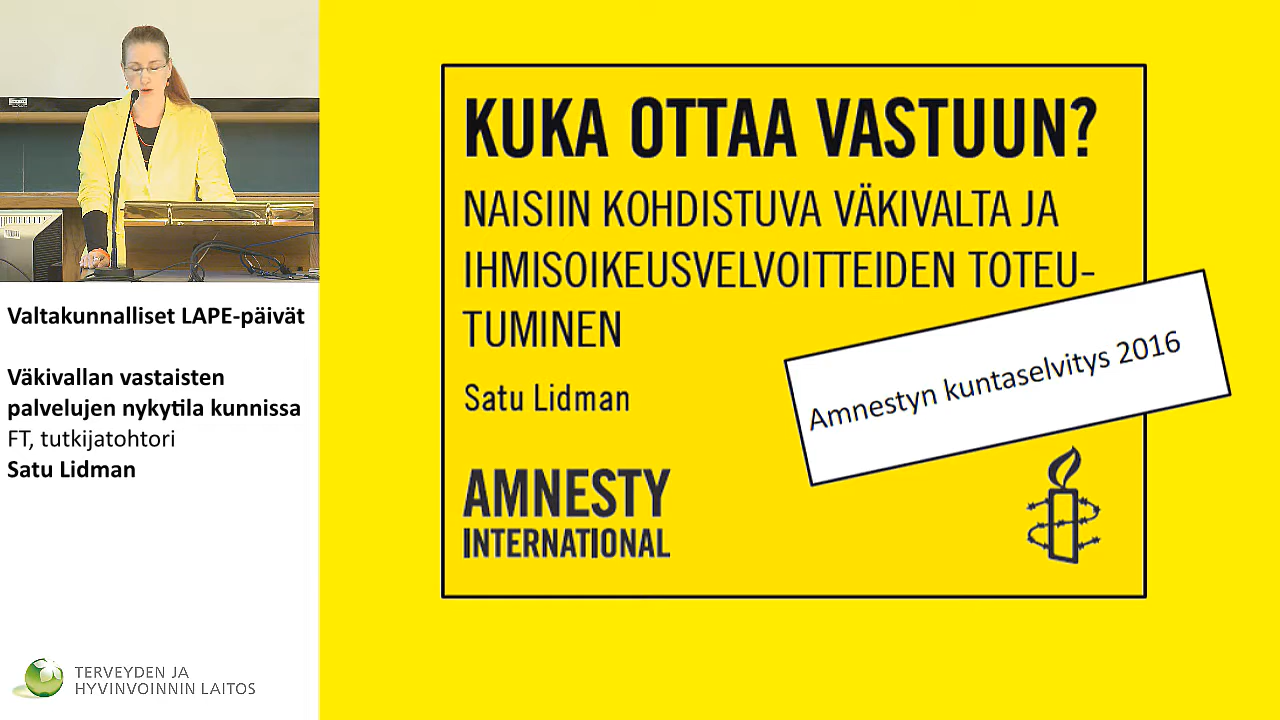 Valtakunnalliset LAPE-päivät
Väkivallan vastaisten
palvelujen nykytila kunnissa
FT, tutkijatohtori
Satu Lidman
TERVEYDEN JA
HYVINVOINNIN LAITOS
KUKA OTTAA VASTUUN?
NAISIIN KOHDISTUVA VÄKIVALTA JA
IHMISOIKEUSVELVOITTEIDEN TOTEU-
TUMINEN
Satu Lidman
Amnestyn kuntaselvitys 2016
AMNESTY
INTERNATIONAL